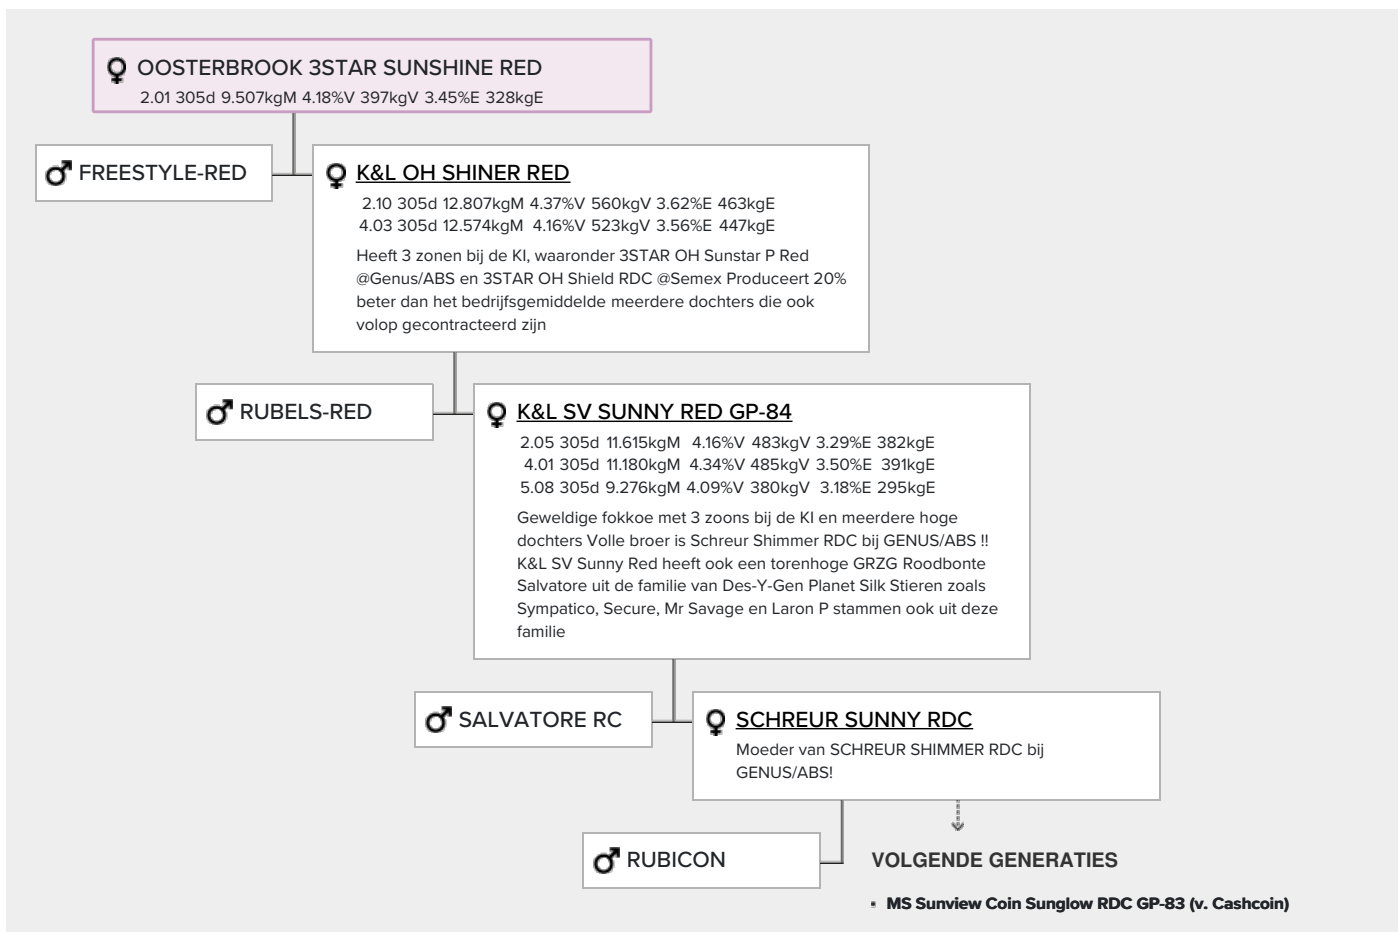 OOSTERBROOK 3STAR SUNSHINE RED
2.01 305d 9.507kgM 4.18%V 397kgV 3.45%E 328kgE
FREESTYLE-RED
K&L OH SHINER RED
2.10 305d 12.807kgM 4.37%V 560kgV 3.62%E 463kgE
4.03 305d 12.574kgM 4.16%V 523kgV 3.56%E 447kgE
Heeft 3 zonen bij de KI, waaronder 3STAR OH Sunstar P Red
@Genus/ABS en 3STAR OH Shield RDC @Semex Produceert 20%
beter dan het bedrijfsgemiddelde meerdere dochters die ook
volop gecontracteerd zijn
RUBELS-RED
K&L SV SUNNY RED GP-84
2.05 305d 11.615kgM 4.16%V 483kgV 3.29%E 382kgE
4.01 305d 11.180kgM 4.34%V 485kgV 3.50%E 391kgE
5.08 305d 9.276kgM 4.09%V 380kgV 3.18%E 295kgE
Geweldige fokkoe met 3 zoons bij de KI en meerdere hoge
dochters Volle broer is Schreur Shimmer RDC bij GENUS/ABS !!
K&L SV Sunny Red heeft ook een torenhoge GRZG Roodbonte
Salvatore uit de familie van Des-Y-Gen Planet Silk Stieren zoals
Sympatico, Secure, Mr Savage en Laron P stammen ook uit deze
familie
SALVATORE RC
SCHREUR SUNNY RDC
Moeder van SCHREUR SHIMMER RDC bij
GENUS/ABS!
RUBICON
VOLGENDE GENERATIES
▪ MS Sunview Coin Sunglow RDC GP-83 (v. Cashcoin)